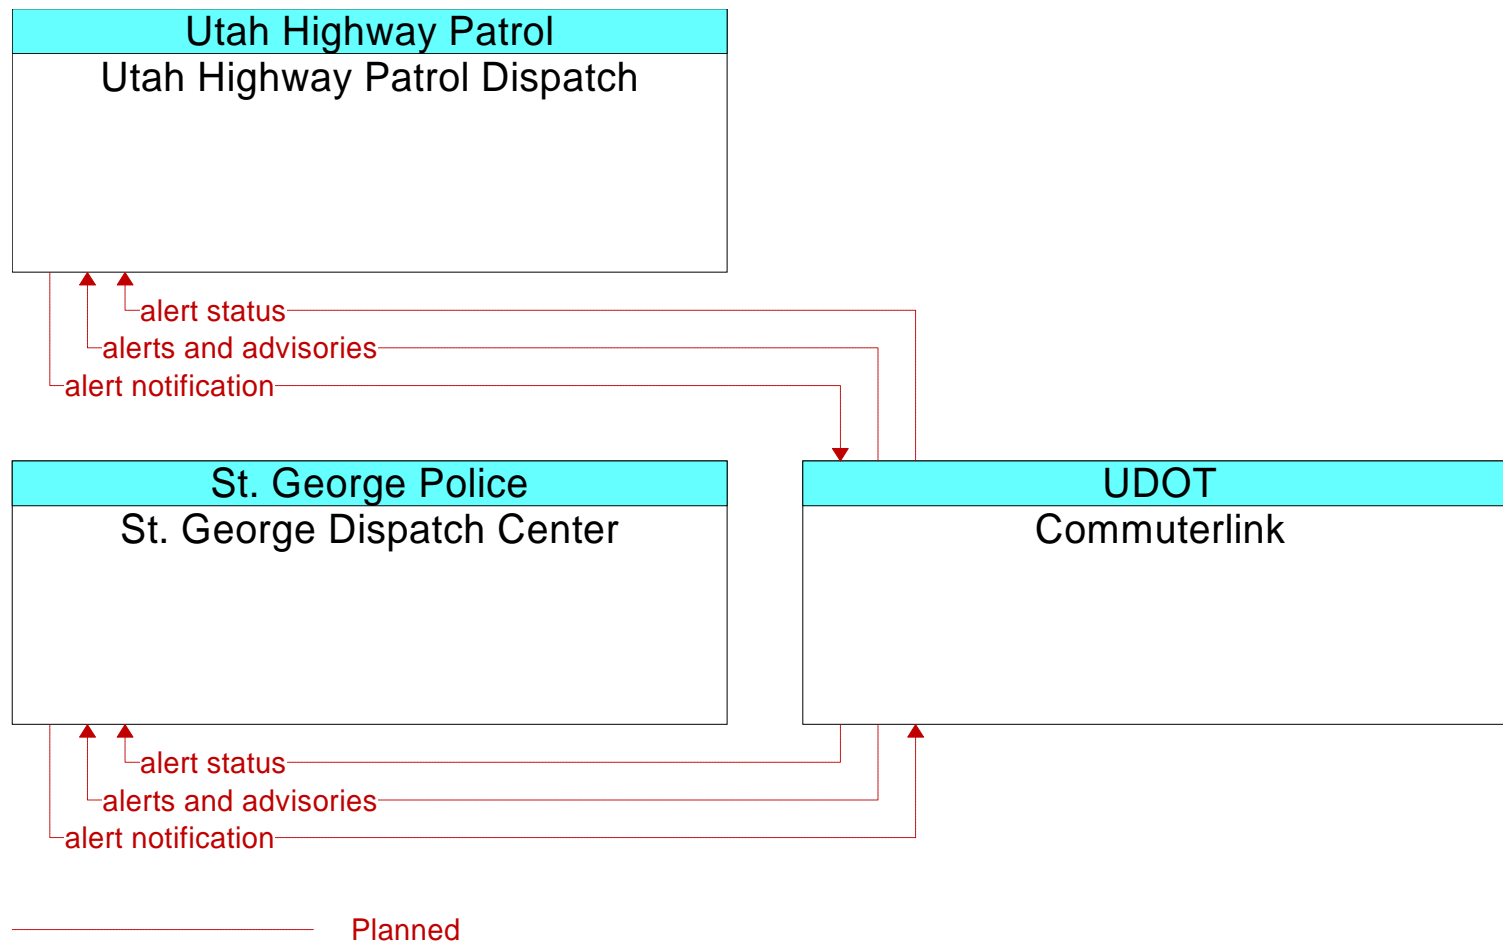 Utah Highway Patrol
Utah Highway Patrol Dispatch
alert status
alerts and advisories
alert notification
St. George Police
St. George Dispatch Center
UDOT
Commuterlink
alert status
alerts and advisories
alert notification
Planned